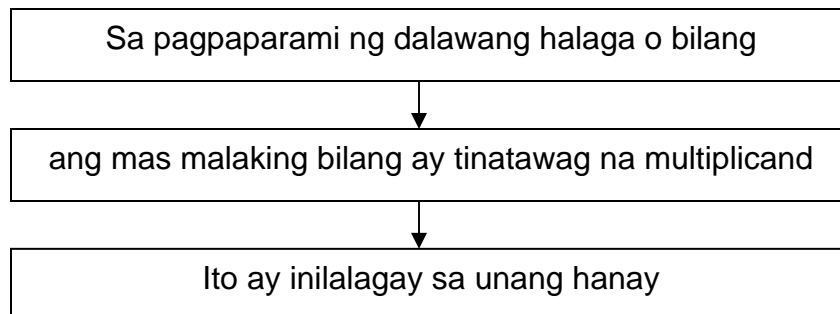 Sa pagpaparami ng dalawang halaga o bilang
ang mas malaking bilang ay tinatawag na multiplicand
Ito ay inilalagay sa unang hanay